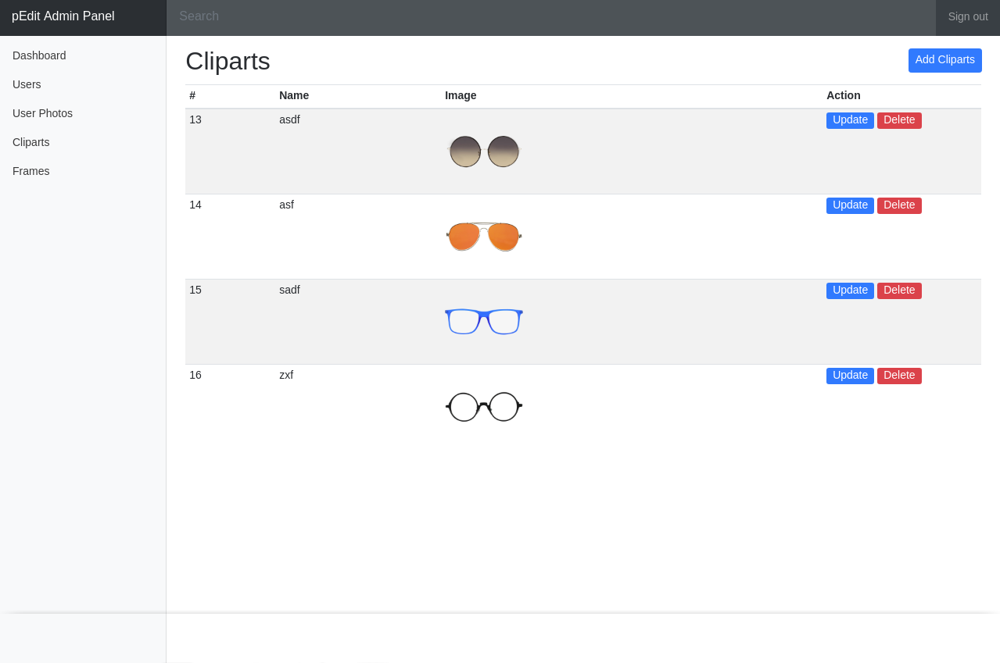 pEdit Admin Panel
Search
Sign out
Dashboard
Users
User Photos
Cliparts
Frames
Cliparts
Add Cliparts
# Name Image Action
13 asdf Update Delete
14 asf Update Delete
15 sadf Update Delete
16 zxf Update Delete